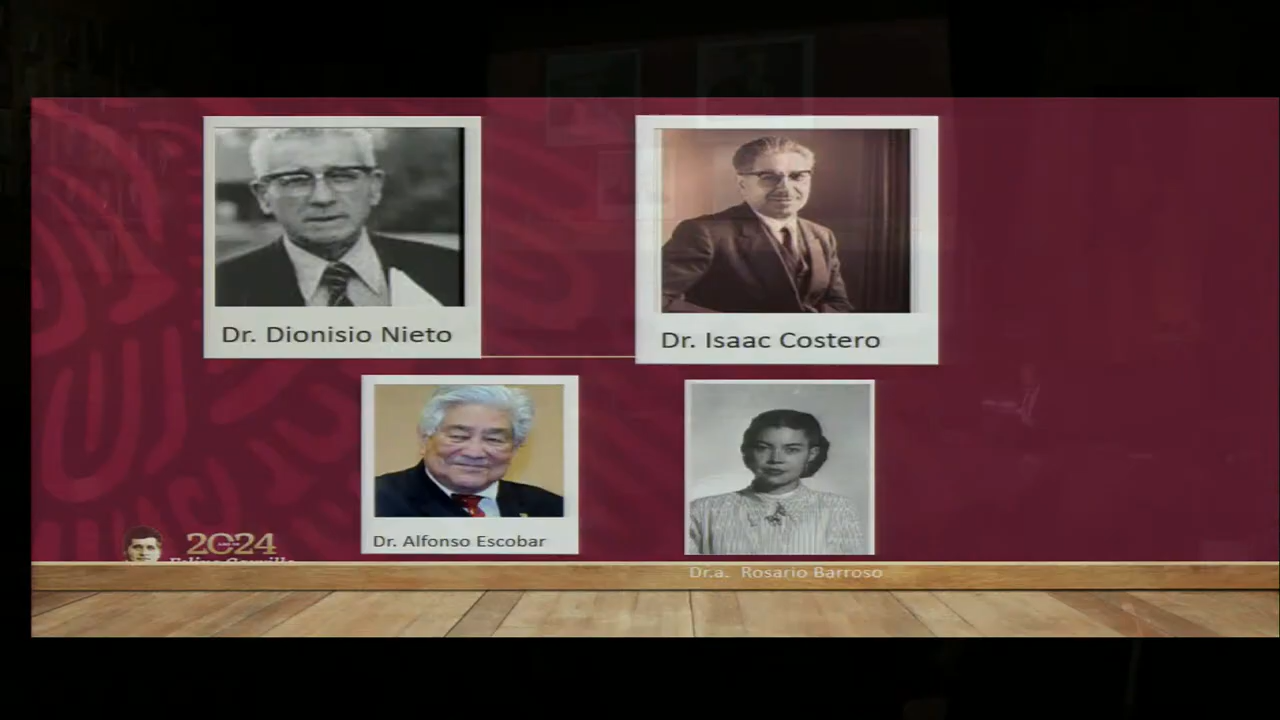 Dr. Dionisio Nieto
Dr. Isaac Costero
Dr. Alfonso Escobar
2024
Dr.a. Rosario Barroso